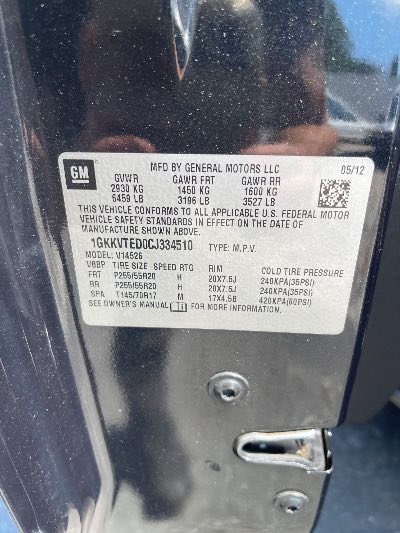 GM
MFD BY GENERAL MOTORS LLC 05/12
GVWR GAWR FRT GAWR RR
2930 KG 1450 KG 1600 KG
6459 LB 3196 LB 3527 LB
THIS VEHICLE CONFORMS TO ALL APPLICABLE U.S. FEDERAL MOTOR
VEHICLE SAFETY STANDARDS IN EFFECT ON THE DATE OF
MANUFACTURE SHOWN ABOVE.
1GKKVTED0CJ334510 TYPE: M.P.V.
MODEL: V14526
VBBP TIRE SIZE SPEED RTG RIM COLD TIRE PRESSURE
FRT P255/55R20 H 20X7.5J 240KPA(35PSI)
RR P255/55R20 H 20X7.5J 240KPA(35PSI)
SPA T145/70R17 M 17X4.5B 420KPA(60PSI)
SEE OWNER'S MANUAL FOR MORE INFORMATION.